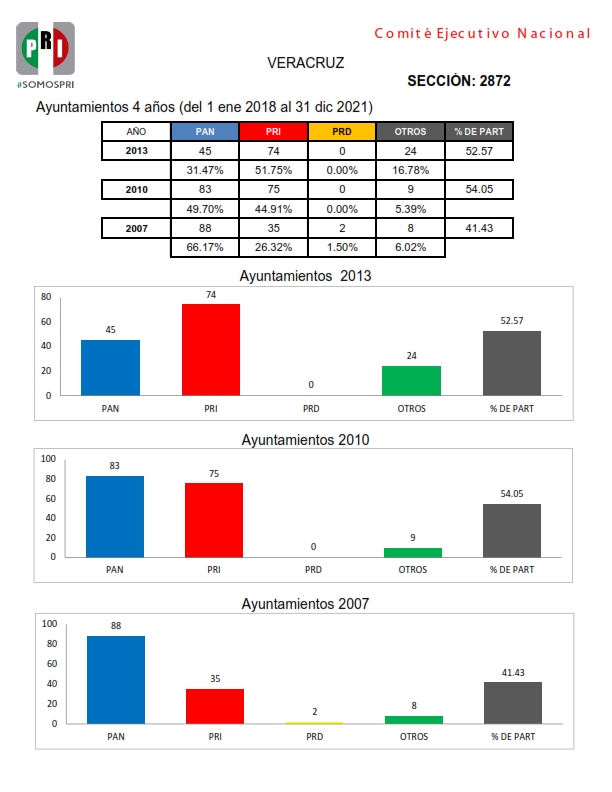 Comité Ejecutivo Nacional
PRI
#SOMOSPRI
VERACRUZ
SECCIÓN: 2872
Ayuntamientos 4 años (del 1 ene 2018 al 31 dic 2021)
AÑO PAN PRI PRD OTROS % DE PART
2013 45 74 0 24 52.57
31.47% 51.75% 0.00% 16.78%
2010 83 75 0 9 54.05
49.70% 44.91% 0.00% 5.39%
2007 88 35 2 8 41.43
66.17% 26.32% 1.50% 6.02%
Ayuntamientos 2013
80
60
40
20
0
45 74 0 24 52.57
PAN PRI PRD OTROS % DE PART
Ayuntamientos 2010
100
80
60
40
20
0
83 75 0 9 54.05
PAN PRI PRD OTROS % DE PART
Ayuntamientos 2007
100
80
60
40
20
0
88 35 2 8 41.43
PAN PRI PRD OTROS % DE PART